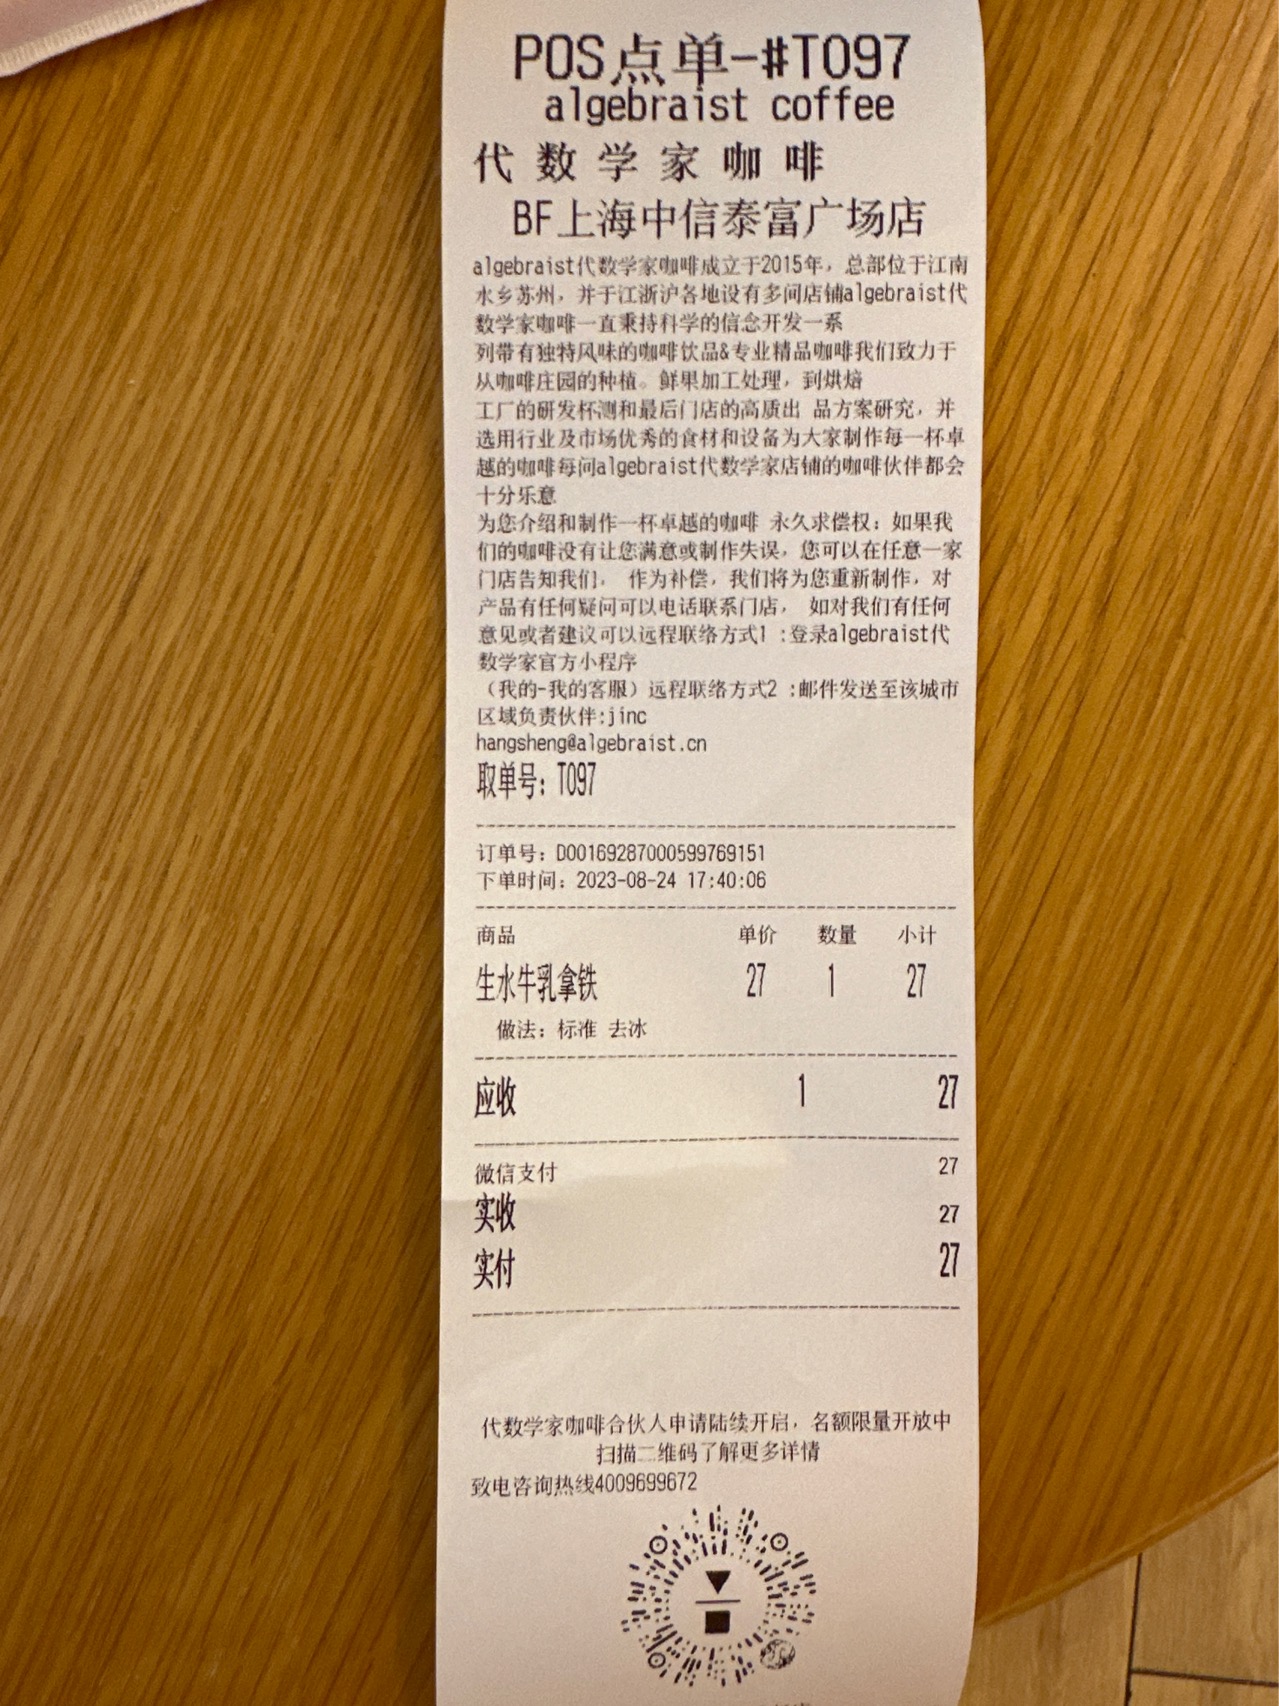 POS点单-#T097
algebraist coffee
代数学家咖啡
BF上海中信泰富广场店
algebraist代数学家咖啡成立于2015年，总部位于江南
水乡苏州，并于江浙沪各地设有多间店铺algebraist代
数学家咖啡一直秉持科学的信念开发一系
列带有独特风味的咖啡饮品&专业精品咖啡我们致力于
从咖啡庄园的种植。鲜果加工处理，到烘焙
工厂的研发杯测和最后门店的高质出 品方案研究，并
选用行业及市场优秀的食材和设备为大家制作每一杯卓
越的咖啡每间algebraist代数学家店铺的咖啡伙伴都会
十分乐意
为您介绍和制作一杯卓越的咖啡 永久求偿权：如果我
们的咖啡没有让您满意或制作失误，您可以在任意一家
门店告知我们， 作为补偿，我们将为您重新制作，对
产品有任何疑问可以电话联系门店， 如对我们有任何
意见或者建议可以远程联络方式1 :登录algebraist代
数学家官方小程序
（我的-我的客服）远程联络方式2 :邮件发送至该城市
区域负责伙伴:jinc
hangsheng@algebraist.cn
取单号：T097
订单号：D001692870005997​69151
下单时间：2023-08-24 17:40:06
商品 单价 数量 小计
生水牛乳拿铁 27 1 27
做法：标准 去冰
应收 1 27
微信支付 27
实收 27
实付 27
代数学家咖啡合伙人申请陆续开启，名额限量开放中
扫描二维码了解更多详情
致电咨询热线4009699672